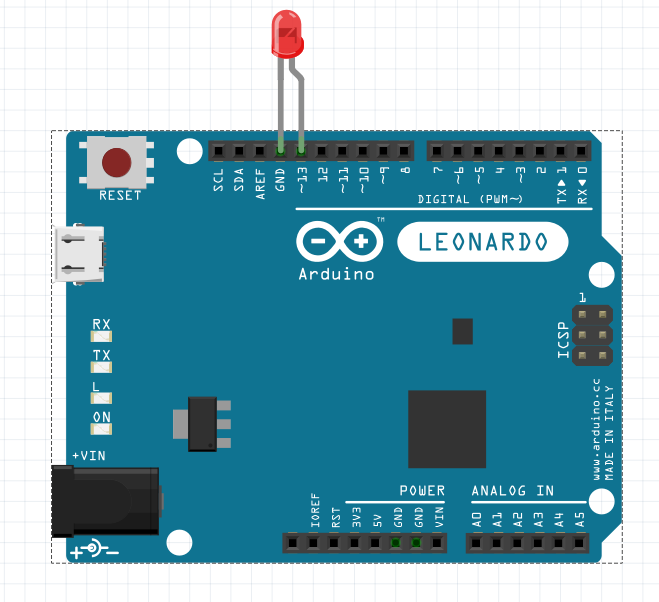 RESET
SCL
SDA
AREF
GND
~13
12
~11
~10
~9
8
7
~6
~5
4
~3
2
TX▶ 1
RX◀ 0
DIGITAL (PWM~)
TM
LEONARDO
Arduino
1
ICSP
RX
TX
L
ON
www.arduino.cc
MADE IN ITALY
+VIN
POWER
ANALOG IN
IOREF
RST
3V3
5V
GND
GND
VIN
A0
A1
A2
A3
A4
A5
+ -